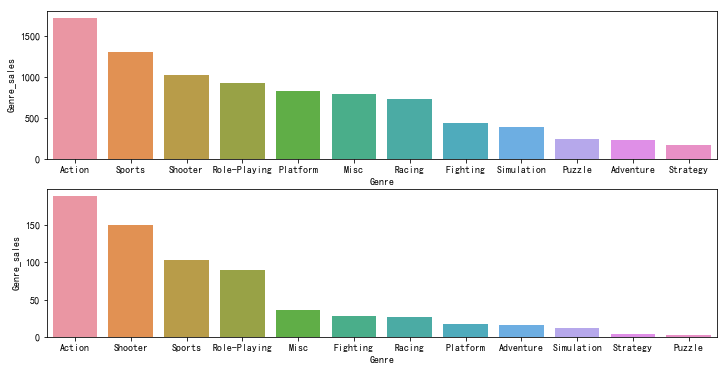 1500
1000
500
0
Genre_sales
Action Sports Shooter Role-Playing Platform Misc Racing Fighting Simulation Puzzle Adventure Strategy
Genre
150
100
50
0
Genre_sales
Action Shooter Sports Role-Playing Misc Fighting Racing Platform Adventure Simulation Strategy Puzzle
Genre